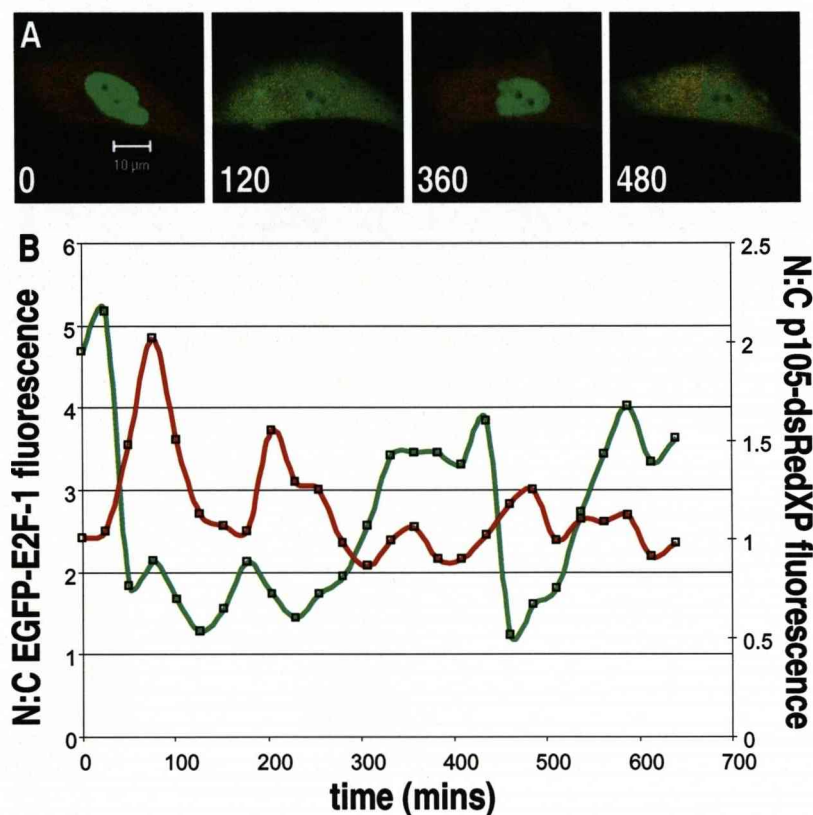 A
10 µm
0
120
360
480
B
N:C EGFP-E2F-1 fluorescence
6
5
4
3
2
1
0
2.5
2
1.5
1
0.5
0
N:C p105-dsRedXP fluorescence
0 100 200 300 400 500 600 700
time (mins)